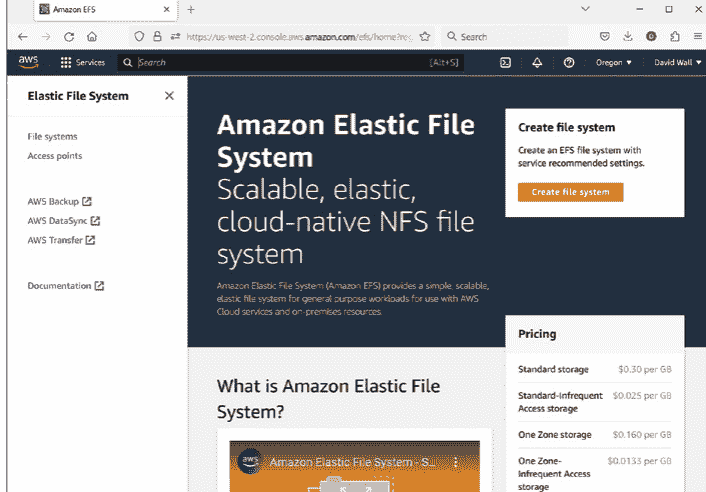 Amazon EFS
https://us-west-2.console.aws.amazon.com/efs/home?reg
Search
aws
Services
Search
[Alt+S]
Oregon
David Wall
Elastic File System
File systems
Access points
AWS Backup
AWS DataSync
AWS Transfer
Documentation
Amazon Elastic File
System
Scalable, elastic,
cloud-native NFS file
system
Amazon Elastic File System (Amazon EFS) provides a simple, scalable,
elastic file system for general purpose workloads for use with AWS
Cloud services and on-premises resources.
Create file system
Create an EFS file system with
service recommended settings.
Create file system
Pricing
Standard storage $0.30 per GB
Standard-Infrequent $0.025 per GB
Access storage
One Zone storage $0.160 per GB
One Zone- $0.0133 per GB
Infrequent Access
storage
What is Amazon Elastic File
System?
aws
Amazon Elastic File System - S...